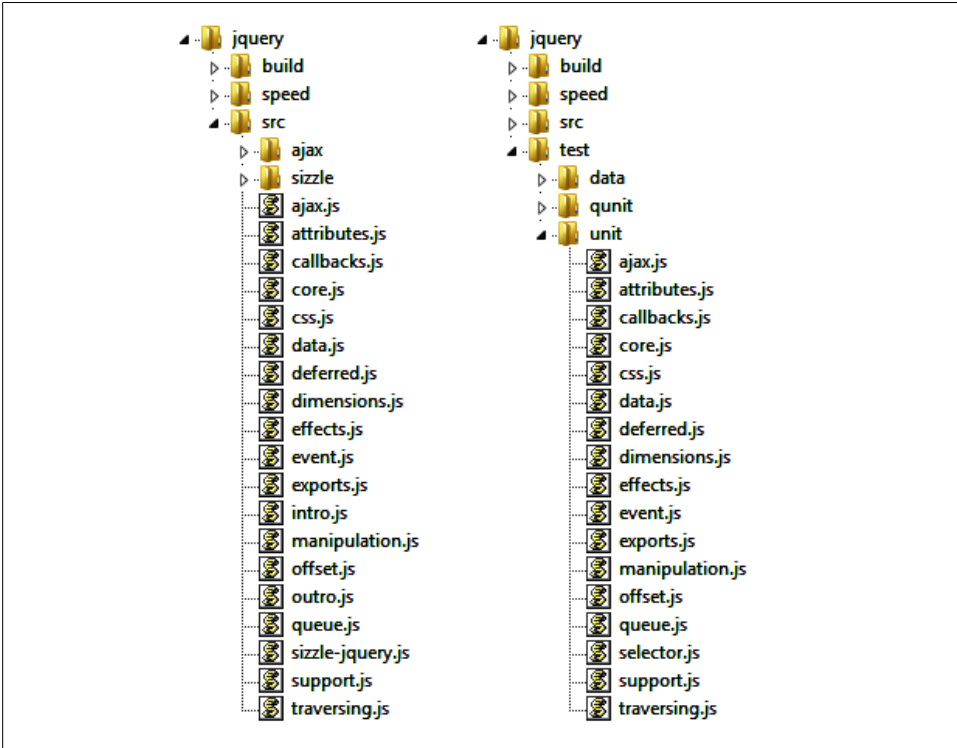 jquery
build
speed
src
ajax
sizzle
ajax.js
attributes.js
callbacks.js
core.js
css.js
data.js
deferred.js
dimensions.js
effects.js
event.js
exports.js
intro.js
manipulation.js
offset.js
outro.js
queue.js
sizzle-jquery.js
support.js
traversing.js
jquery
build
speed
src
test
data
qunit
unit
ajax.js
attributes.js
callbacks.js
core.js
css.js
data.js
deferred.js
dimensions.js
effects.js
event.js
exports.js
manipulation.js
offset.js
queue.js
selector.js
support.js
traversing.js